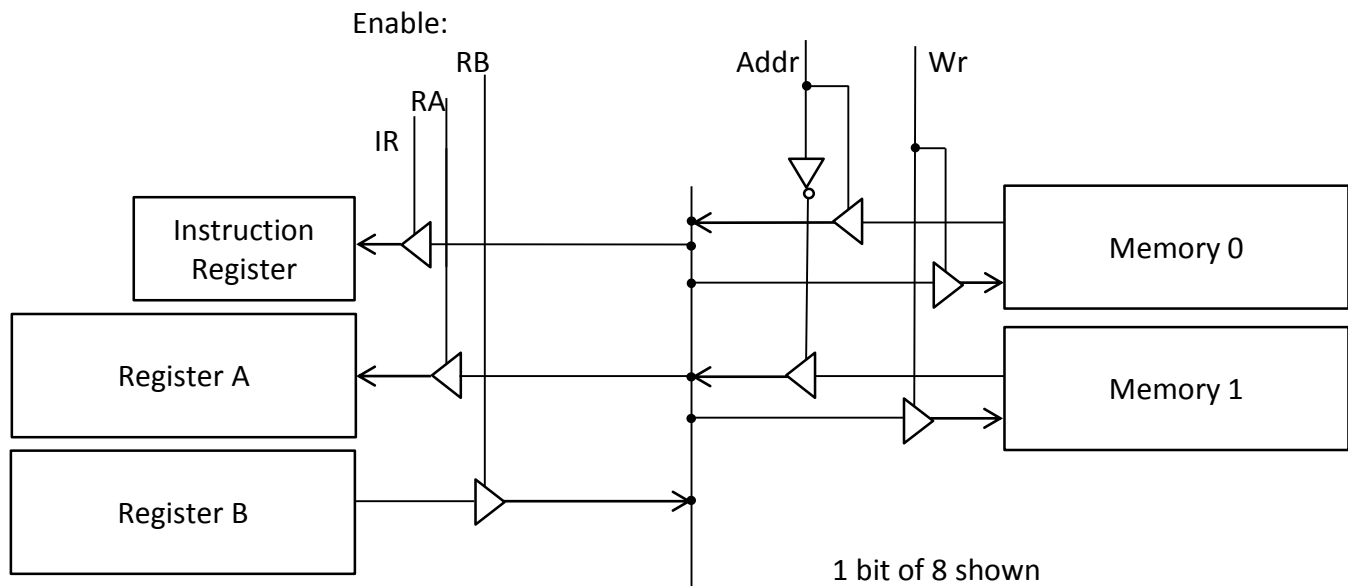 Enable:
RB
Addr
Wr
RA
IR
Instruction
Register
Memory 0
Register A
Memory 1
Register B
1 bit of 8 shown